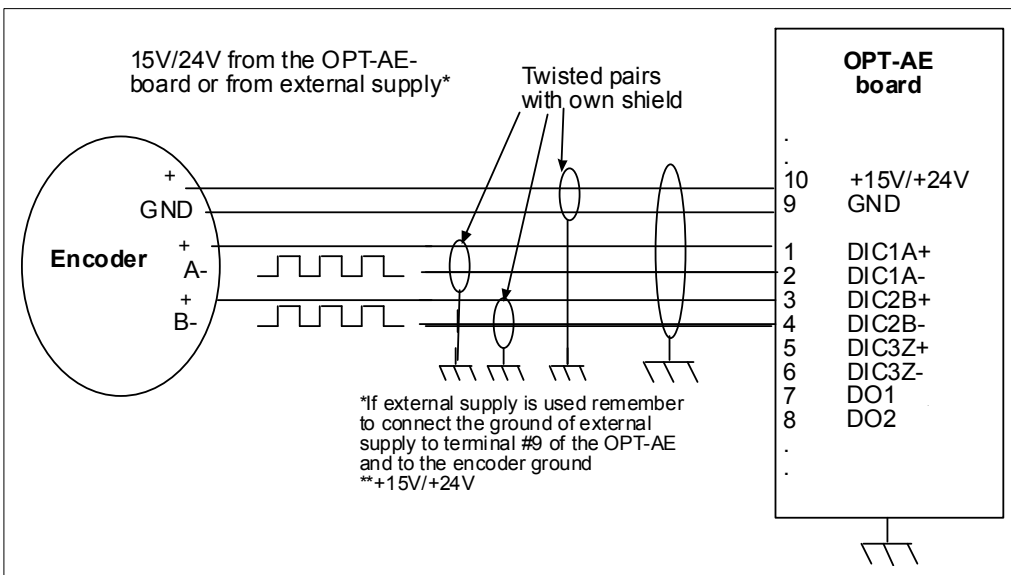 15V/24V from the OPT-AE-
board or from external supply*
Twisted pairs
with own shield
OPT-AE
board
.
.
+
GND
Encoder
+
A-
+
B-
10 +15V/+24V
9 GND
1 DIC1A+
2 DIC1A-
3 DIC2B+
4 DIC2B-
5 DIC3Z+
6 DIC3Z-
7 DO1
8 DO2
.
.
*If external supply is used remember
to connect the ground of external
supply to terminal #9 of the OPT-AE
and to the encoder ground
**+15V/+24V